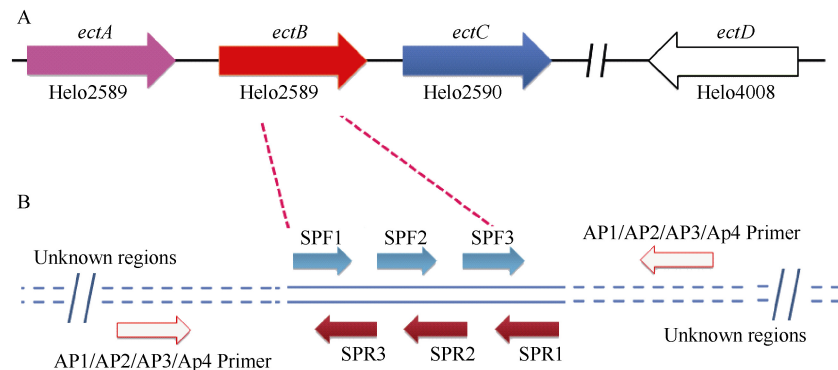 A
ectA ectB ectC ectD
Helo2589 Helo2589 Helo2590 Helo4008
B
SPF1 SPF2 SPF3 AP1/AP2/AP3/Ap4 Primer
Unknown regions
Unknown regions
SPR3 SPR2 SPR1
AP1/AP2/AP3/Ap4 Primer